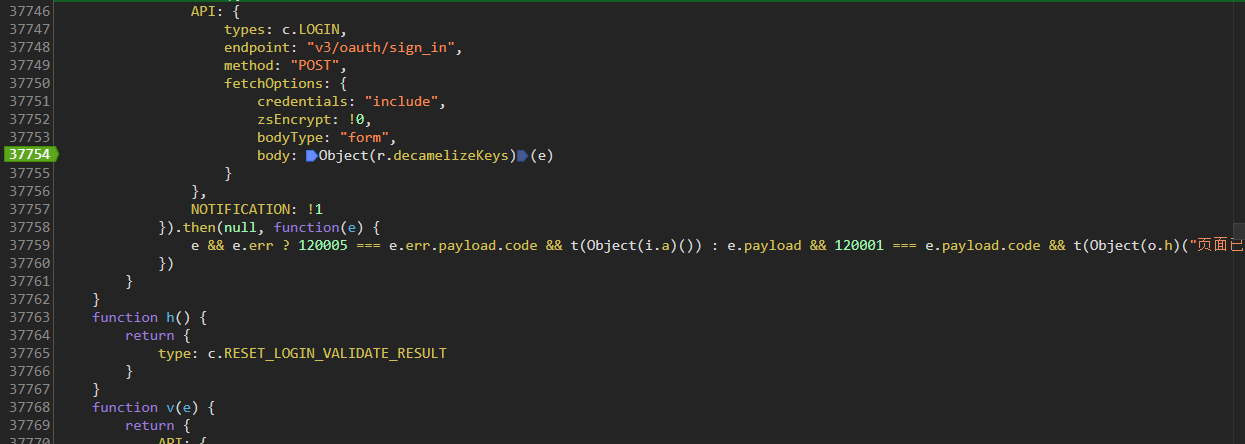 37746 API: {
37747 types: c.LOGIN,
37748 endpoint: "v3/oauth/sign_in",
37749 method: "POST",
37750 fetchOptions: {
37751 credentials: "include",
37752 zsEncrypt: !0,
37753 bodyType: "form",
37754 body: Object(r.decamelizeKeys)(e)
37755 }
37756 },
37757 NOTIFICATION: !1
37758 }).then(null, function(e) {
37759 e && e.err ? 120005 === e.err.payload.code && t(Object(i.a)()) : e.payload && 120001 === e.payload.code && t(Object(o.h)("页面已
37760 })
37761 }
37762 }
37763 function h() {
37764 return {
37765 type: c.RESET_LOGIN_VALIDATE_RESULT
37766 }
37767 }
37768 function v(e) {
37769 return {
37770 API: {